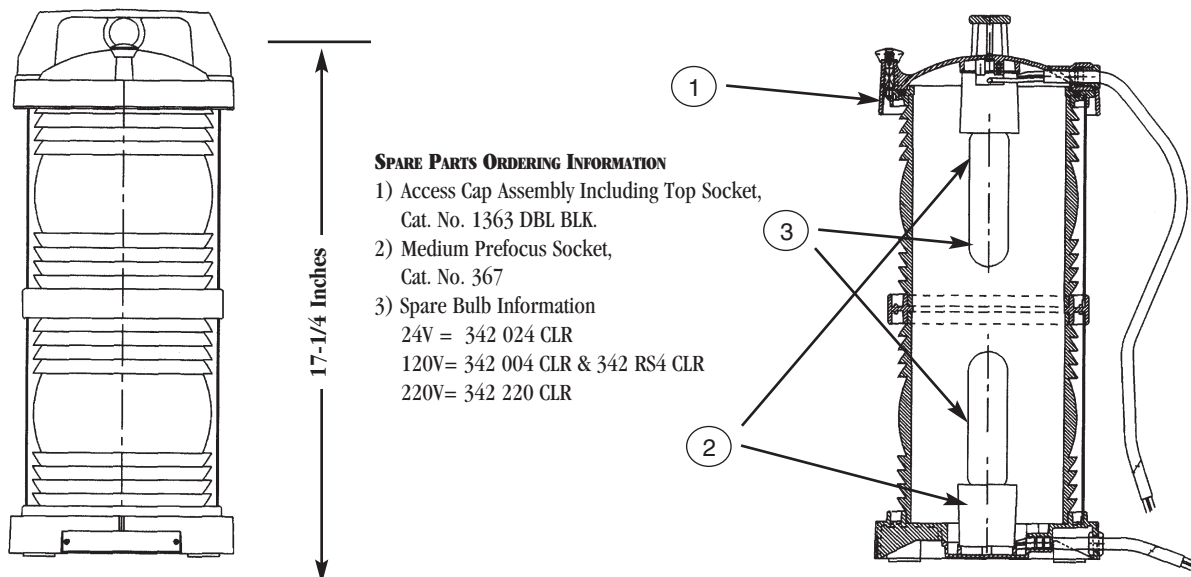 17-1/4 Inches
SPARE PARTS ORDERING INFORMATION
1) Access Cap Assembly Including Top Socket,
Cat. No. 1363 DBL BLK.
2) Medium Prefocus Socket,
Cat. No. 367
3) Spare Bulb Information
24V = 342 024 CLR
120V= 342 004 CLR & 342 RS4 CLR
220V= 342 220 CLR
1
3
2